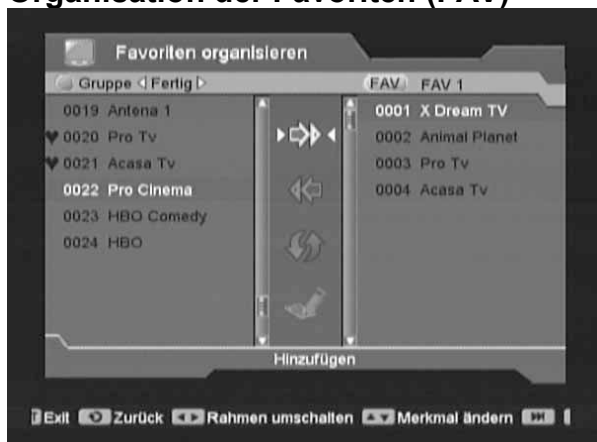 Organisation der Favoriten (FAV)
Favoriten organisieren
Gruppe Fertig
FAV FAV 1
0019 Antena 1
0020 Pro Tv
0021 Acasa Tv
0022 Pro Cinema
0023 HBO Comedy
0024 HBO
0001 X Dream TV
0002 Animal Planet
0003 Pro Tv
0004 Acasa Tv
Hinzufügen
Exit Zurück Rahmen umschalten Merkmal ändern